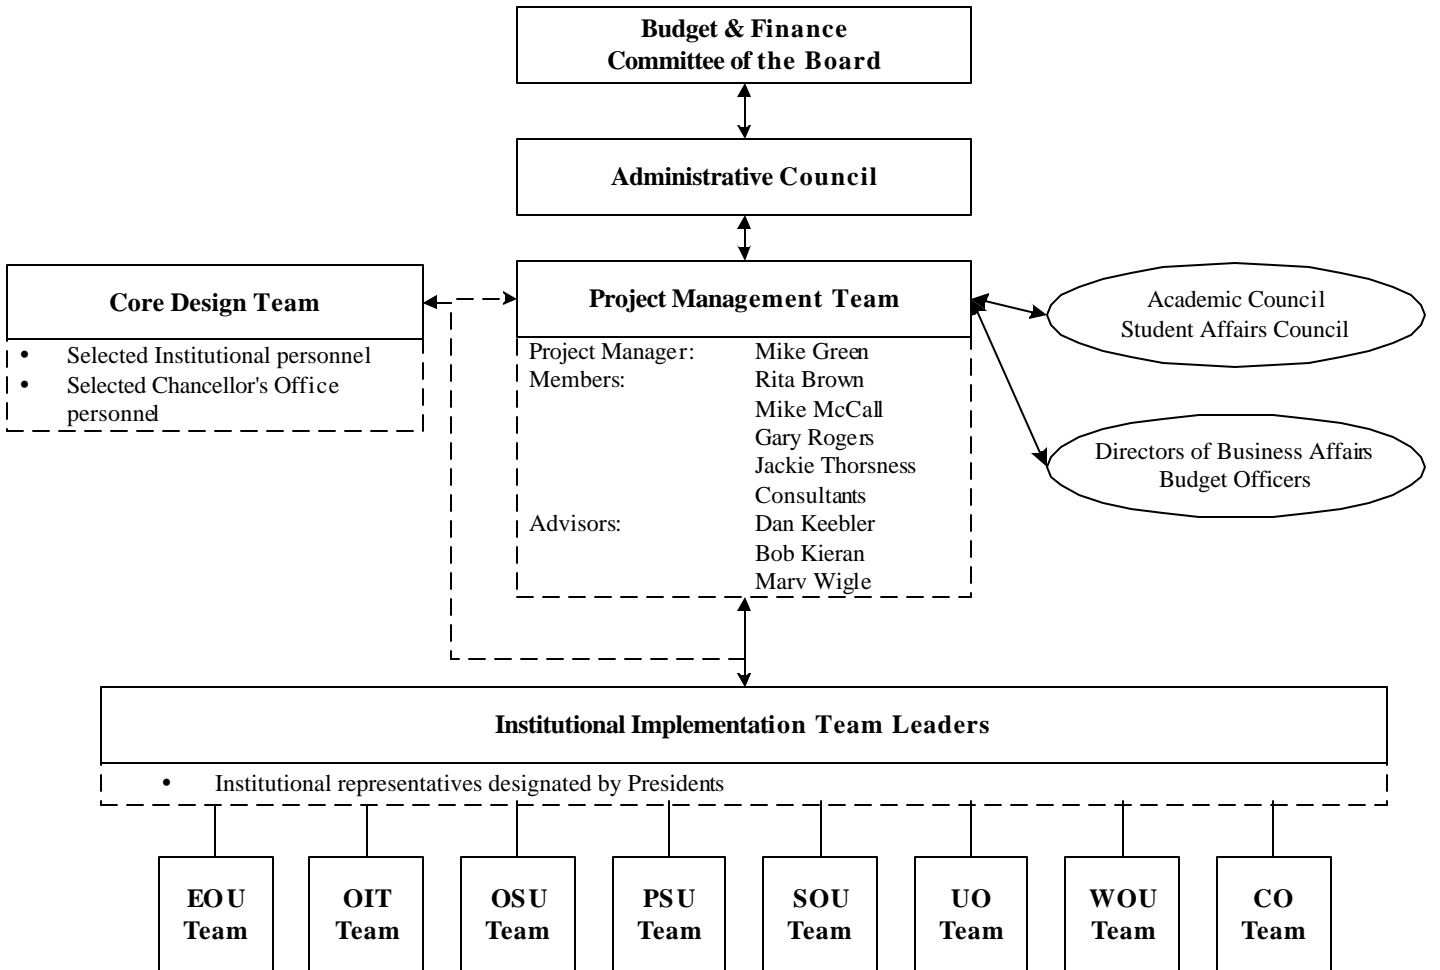 Budget & Finance
Committee of the Board
Administrative Council
Core Design Team
• Selected Institutional personnel
• Selected Chancellor's Office
personnel
Project Management Team
Project Manager: Mike Green
Members: Rita Brown
Mike McCall
Gary Rogers
Jackie Thorsness
Consultants
Advisors: Dan Keebler
Bob Kieran
Marv Wigle
Academic Council
Student Affairs Council
Directors of Business Affairs
Budget Officers
Institutional Implementation Team Leaders
• Institutional representatives designated by Presidents
EOU
Team
OIT
Team
OSU
Team
PSU
Team
SOU
Team
UO
Team
WOU
Team
CO
Team